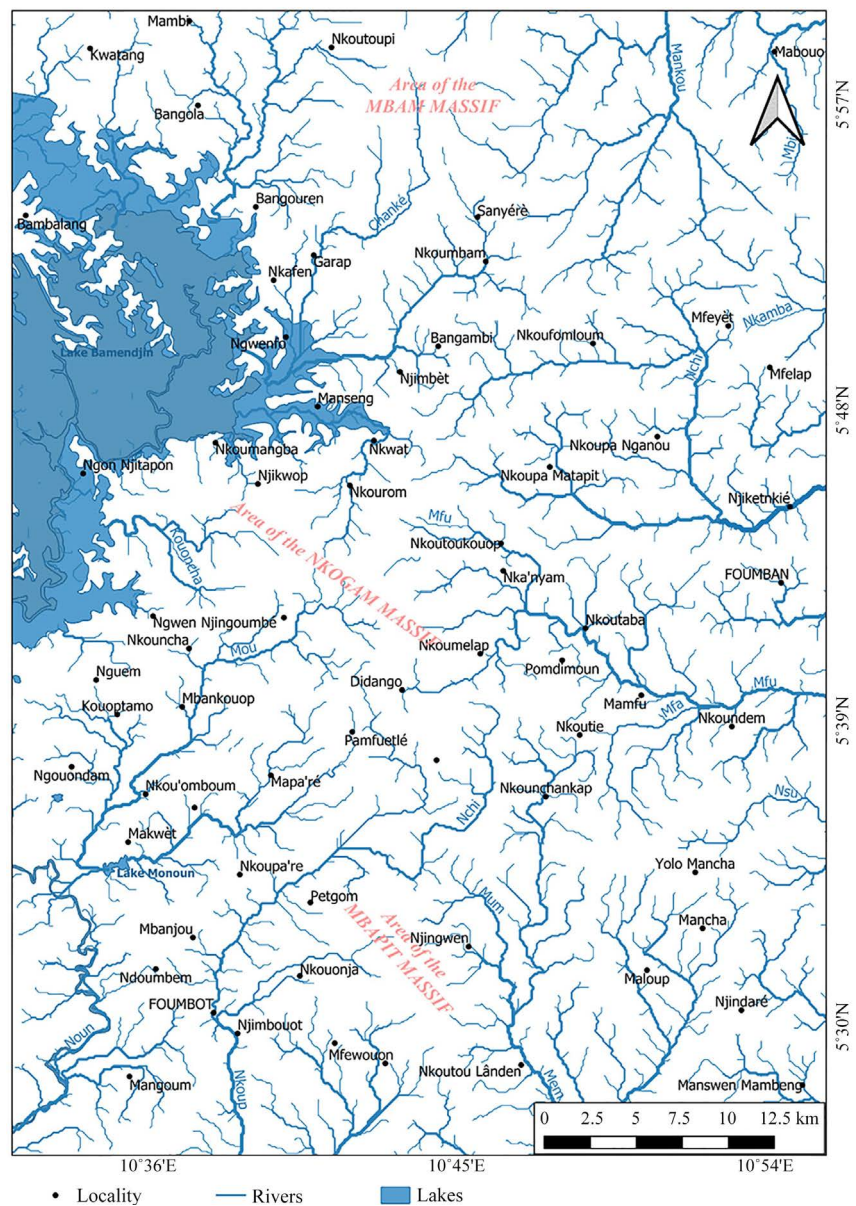 Mambi
Nkoutoupi
Kwatang
Mankou
Mabouo
Area of the
MBAM MASSIF
5°57'N
Bangola
Mbi
Bangouren
Sanyérè
Bambalang
Chanké
Garap
Nkoumbam
Nkafen
Mfeyèt
Nkamba
Ngwenfo
Bangambi
Nkoufomloum
Lake Bamendjin
Nchi
Njimbèt
Mfelap
5°48'N
Manseng
Nkoumangba
Nkwat
Nkoupa Nganou
Ngon Njitapon
Njikwop
Nkourom
Nkoupa Matapit
Njiketnkié
Area of the NKOGAM MASSIF
Mfu
Nkoutoukouop
Kouoncha
Nka'nyam
FOUMBAN
Ngwen Njingoumbe
Nkoutaba
Nkouncha
Mou
Nkoumelap
Pomdimoun
Nguem
Didango
Mfu
Mbankouop
Mamfu
Kouoptamo
Mfa
Nkoundem
5°39'N
Pamfuetlé
Nkoutie
Ngouondam
Mapa'ré
Nkou'omboum
Nkounchankap
Nsu
Nchi
Makwèt
Lake Monoun
Nkoupa're
Yolo Mancha
Petgom
Mum
Area of the
MBAPIT MASSIF
Mancha
Mbanjou
Njingwen
Ndoumbem
Nkouonja
Maloup
FOUMBOT
Njindaré
Njimbouot
5°30'N
Noun
Mfewouon
Nkoutou Lânden
Mangoum
Nkoup
Mem
Manswen Mambeng
0 2.5 5 7.5 10 12.5 km
10°36'E 10°45'E 10°54'E
Locality Rivers Lakes